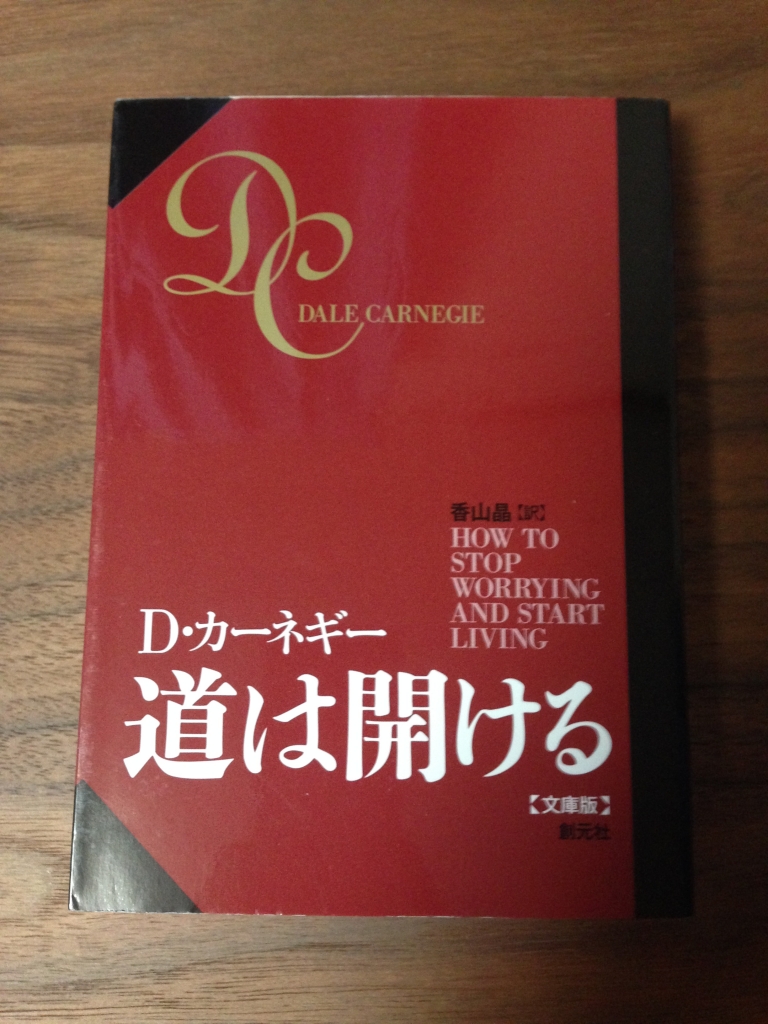 DC
DALE CARNEGIE
香山晶【訳】
HOW TO
STOP
WORRYING
AND START
LIVING
D・カーネギー
道は開ける
【文庫版】
創元社